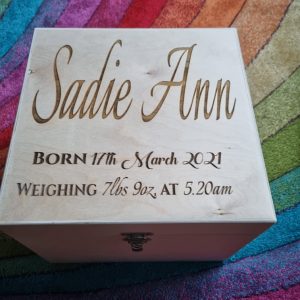 Sadie Ann
Born 17th March 2021
Weighing 7lbs 9oz at 5.20am